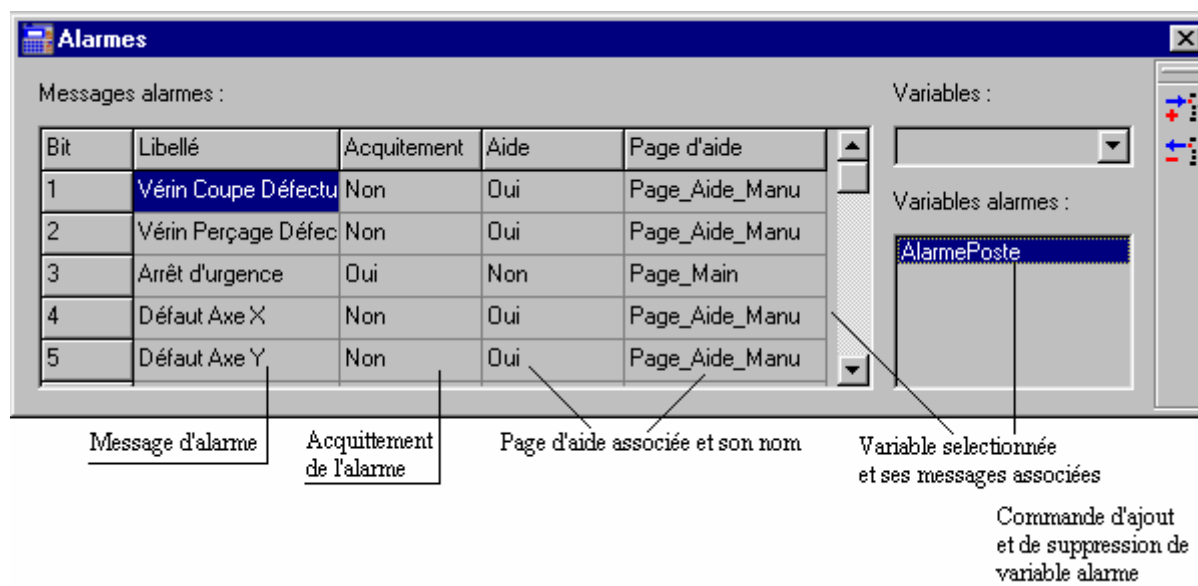 Alarmes
Messages alarmes :
Variables :
Bit Libellé Acquitement Aide Page d'aide
1 Vérin Coupe Défectu Non Oui Page_Aide_Manu
2 Vérin Perçage Défec Non Oui Page_Aide_Manu
3 Arrêt d'urgence Oui Non Page_Main
4 Défaut Axe X Non Oui Page_Aide_Manu
5 Défaut Axe Y Non Oui Page_Aide_Manu
Variables alarmes :
AlarmePoste
Message d'alarme
Acquittement
de l'alarme
Page d'aide associée et son nom
Variable selectionnée
et ses messages associées
Commande d'ajout
et de suppression de
variable alarme